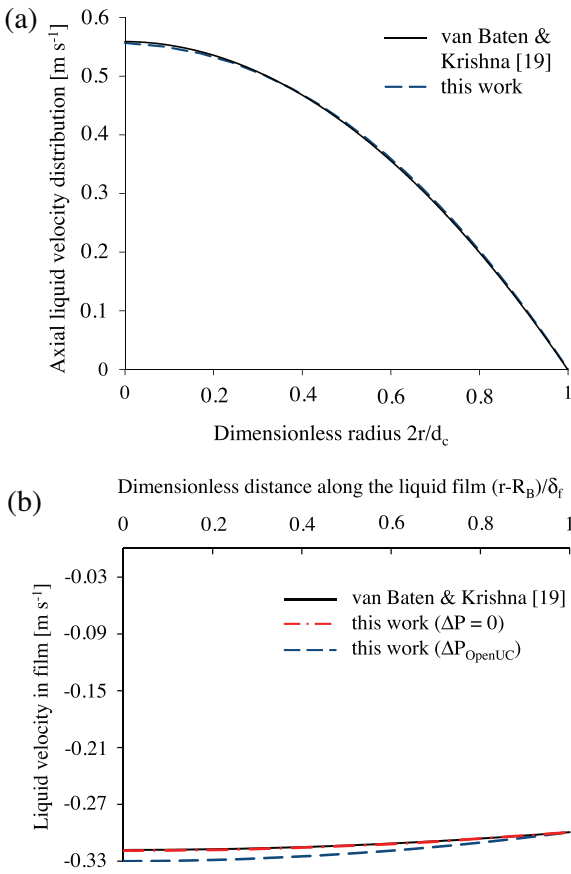 (a)
Axial liquid velocity distribution [m s⁻¹]
0.6
0.5
0.4
0.3
0.2
0.1
0
van Baten &
Krishna [19]
this work
0 0.2 0.4 0.6 0.8 1
Dimensionless radius 2r/d_c
(b)
Dimensionless distance along the liquid film (r-R_B)/δ_f
0 0.2 0.4 0.6 0.8 1
Liquid velocity in film [m s⁻¹]
-0.03
-0.09
-0.15
-0.21
-0.27
-0.33
van Baten & Krishna [19]
this work (ΔP = 0)
this work (ΔP_OpenUC)